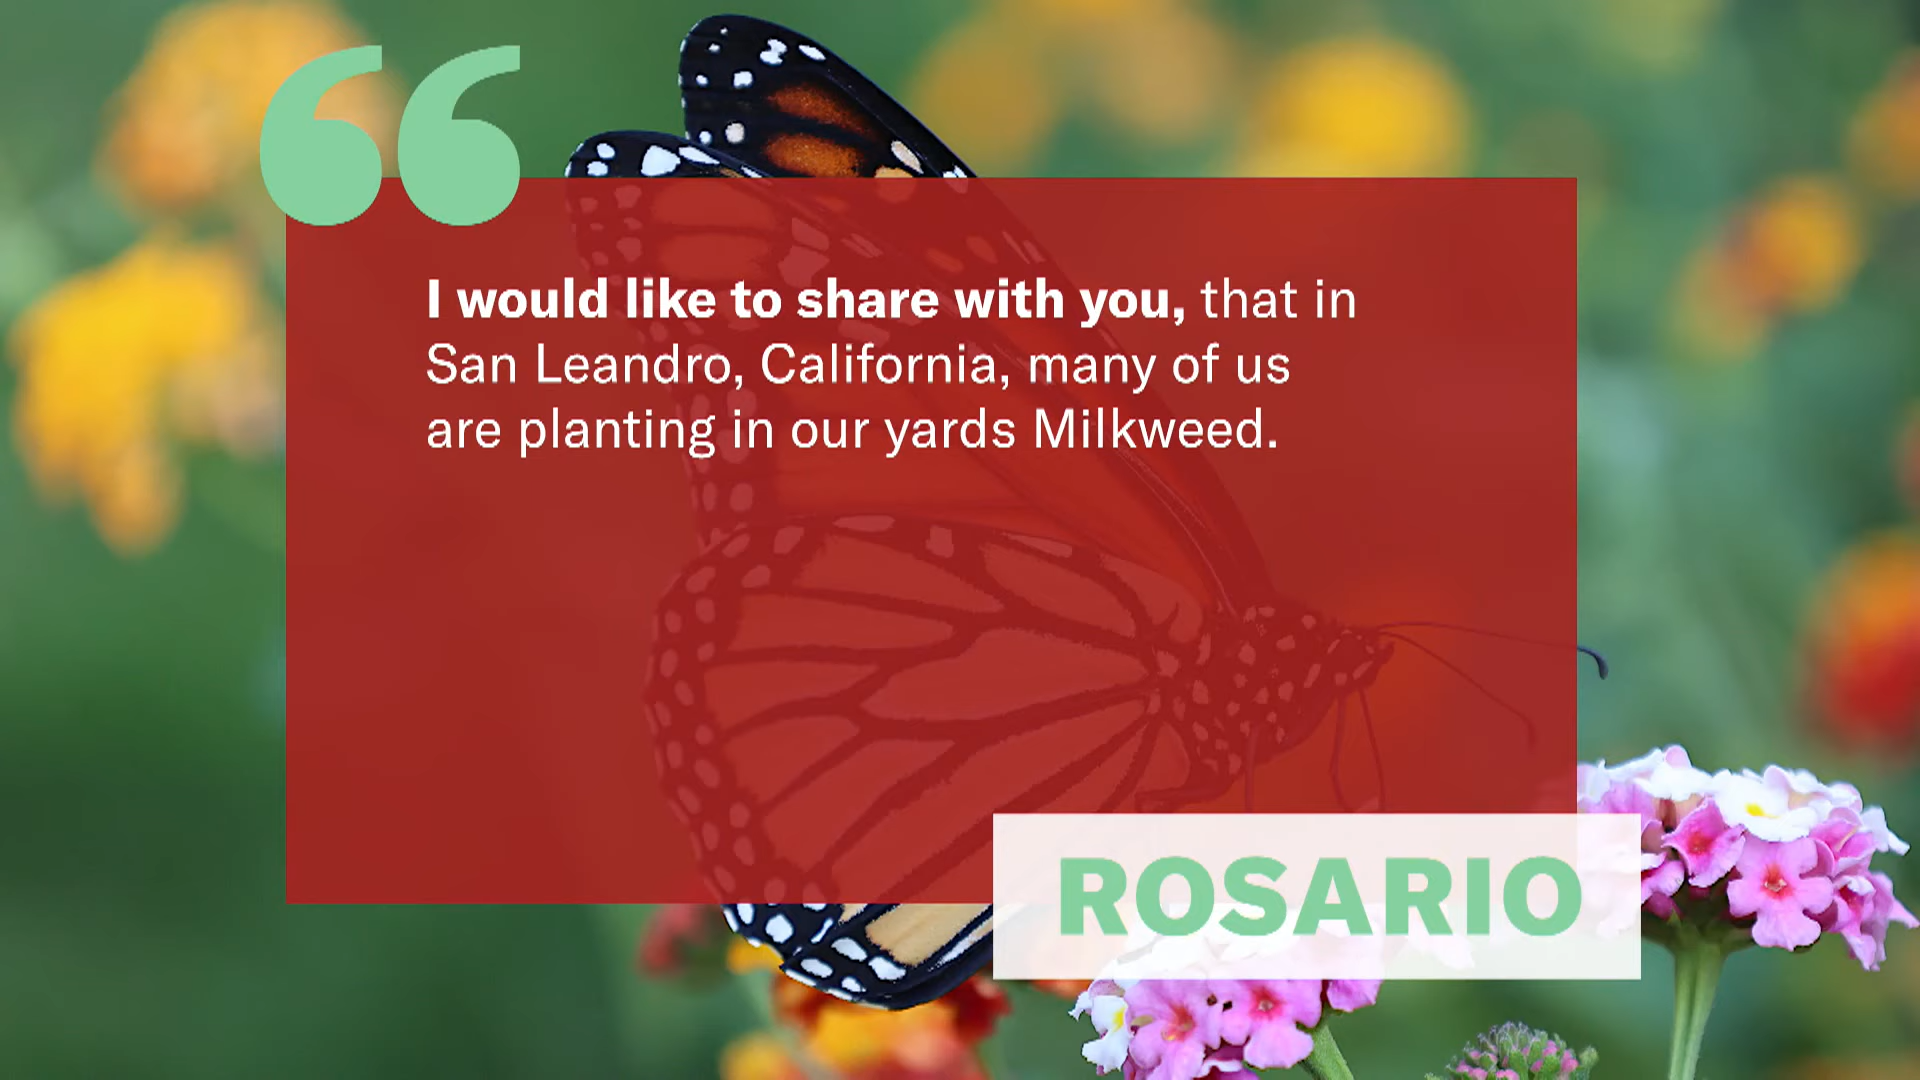 I would like to share with you, that in
San Leandro, California, many of us
are planting in our yards Milkweed.
ROSARIO